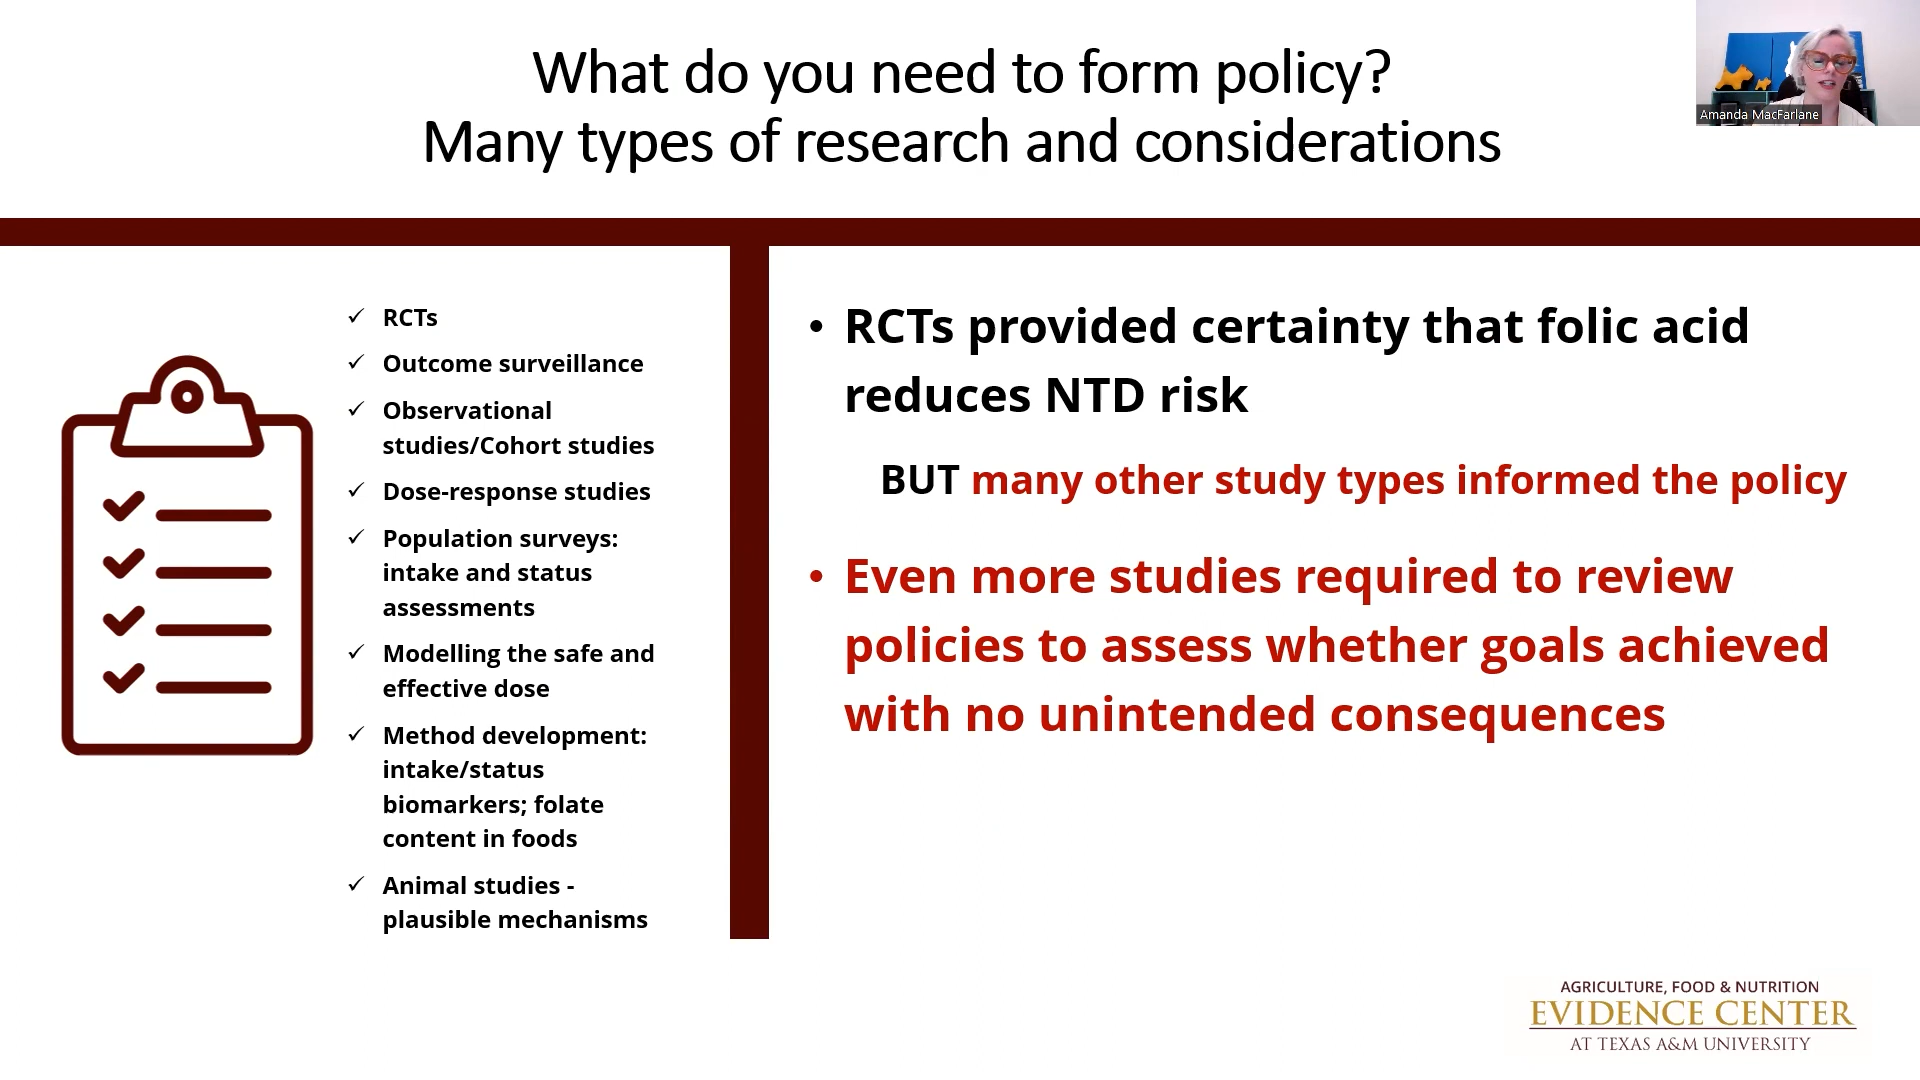 What do you need to form policy?
Many types of research and considerations
Amanda MacFarlane
✓ RCTs
✓ Outcome surveillance
✓ Observational
studies/Cohort studies
✓ Dose-response studies
✓ Population surveys:
intake and status
assessments
✓ Modelling the safe and
effective dose
✓ Method development:
intake/status
biomarkers; folate
content in foods
✓ Animal studies -
plausible mechanisms
• RCTs provided certainty that folic acid
reduces NTD risk
BUT many other study types informed the policy
• Even more studies required to review
policies to assess whether goals achieved
with no unintended consequences
AGRICULTURE, FOOD & NUTRITION
EVIDENCE CENTER
AT TEXAS A&M UNIVERSITY